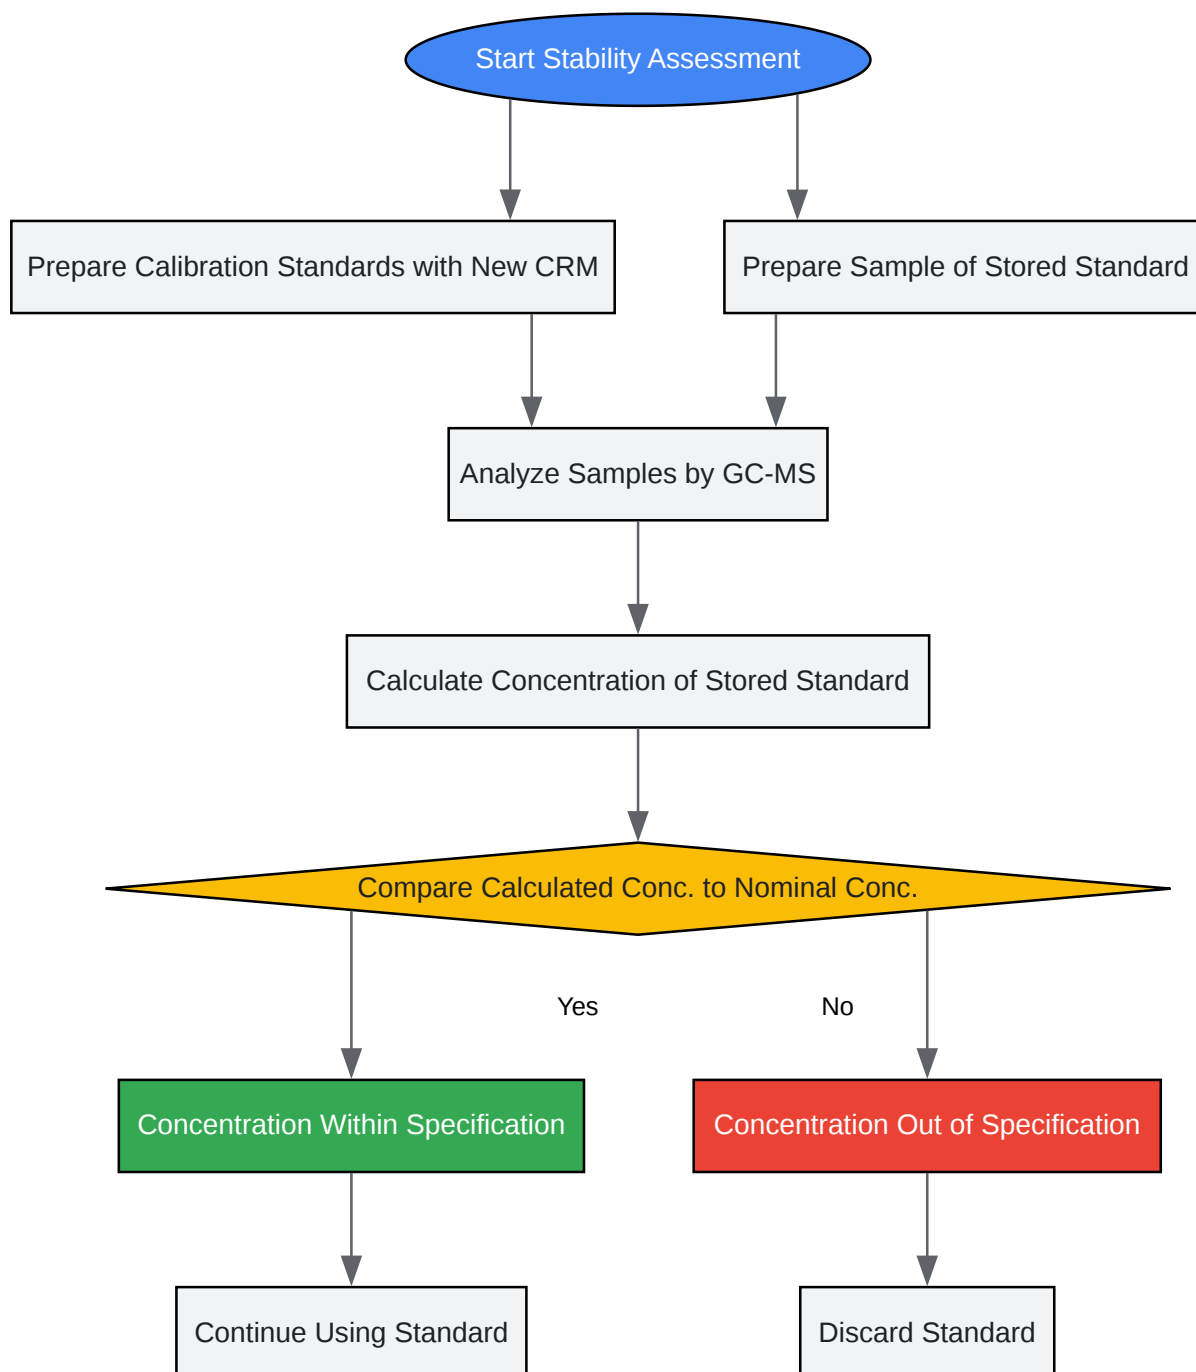 Start Stability Assessment
Prepare Calibration Standards with New CRM
Prepare Sample of Stored Standard
Analyze Samples by GC-MS
Calculate Concentration of Stored Standard
Compare Calculated Conc. to Nominal Conc.
Yes
No
Concentration Within Specification
Concentration Out of Specification
Continue Using Standard
Discard Standard